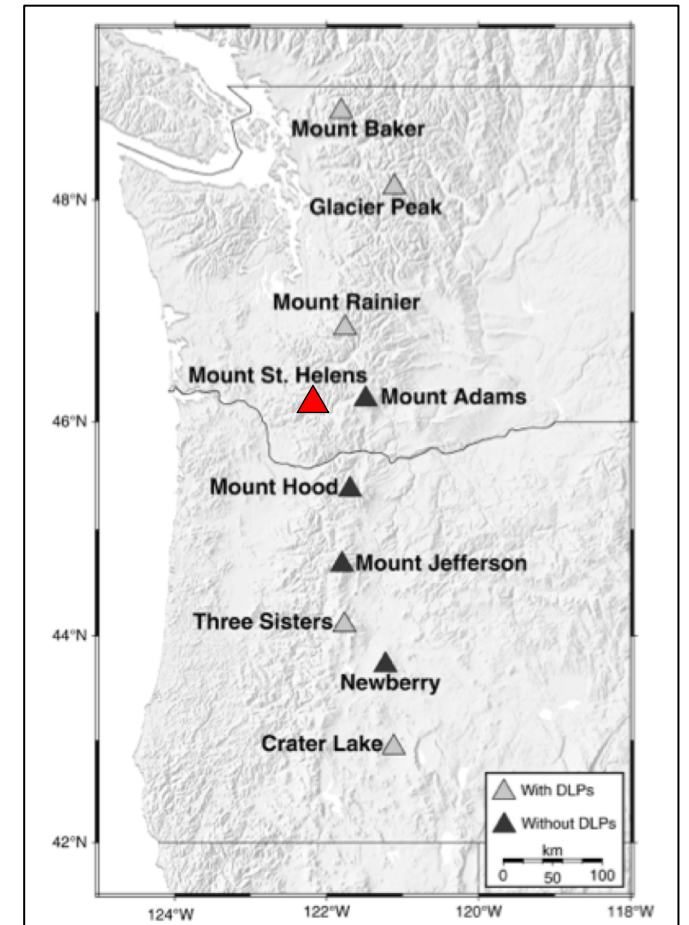 Mount Baker
48°N
Glacier Peak
Mount Rainier
Mount St. Helens
Mount Adams
46°N
Mount Hood
Mount Jefferson
Three Sisters
44°N
Newberry
Crater Lake
With DLPs
Without DLPs
km
0 50 100
42°N
124°W 122°W 120°W 118°W